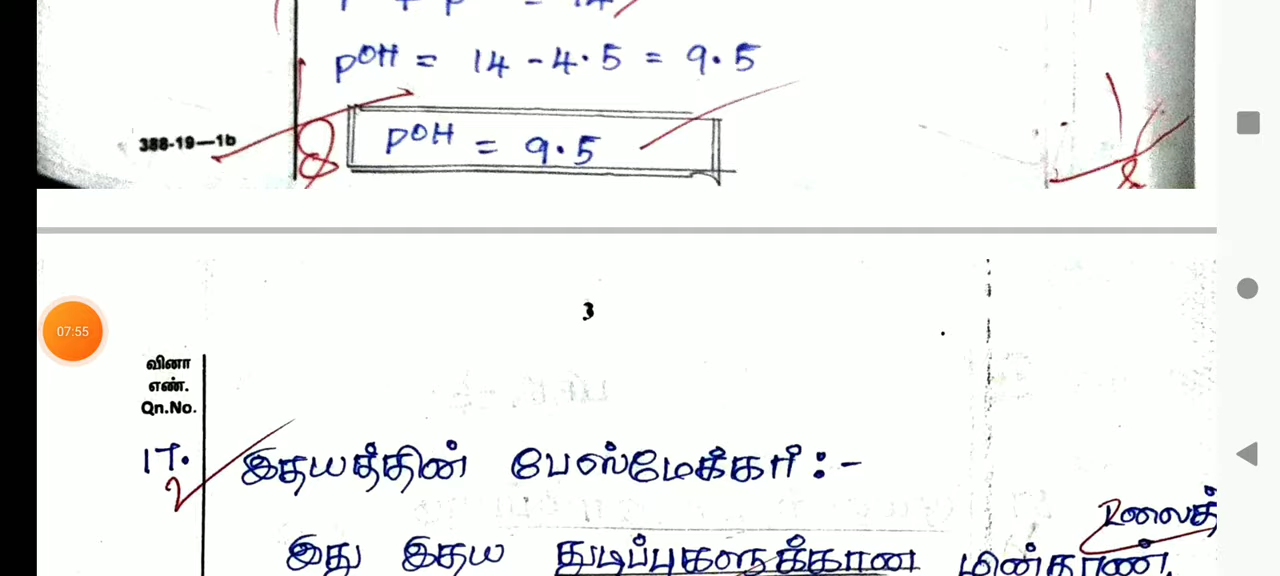 pOH = 14 - 4.5 = 9.5
388-19—1b
pOH = 9.5
3
07:55
வினா
எண்.
Qn.No.
17. இதயத்தின் பேஸ்மேக்கர் :-
2
இது இதய துடிப்புகளுக்கான